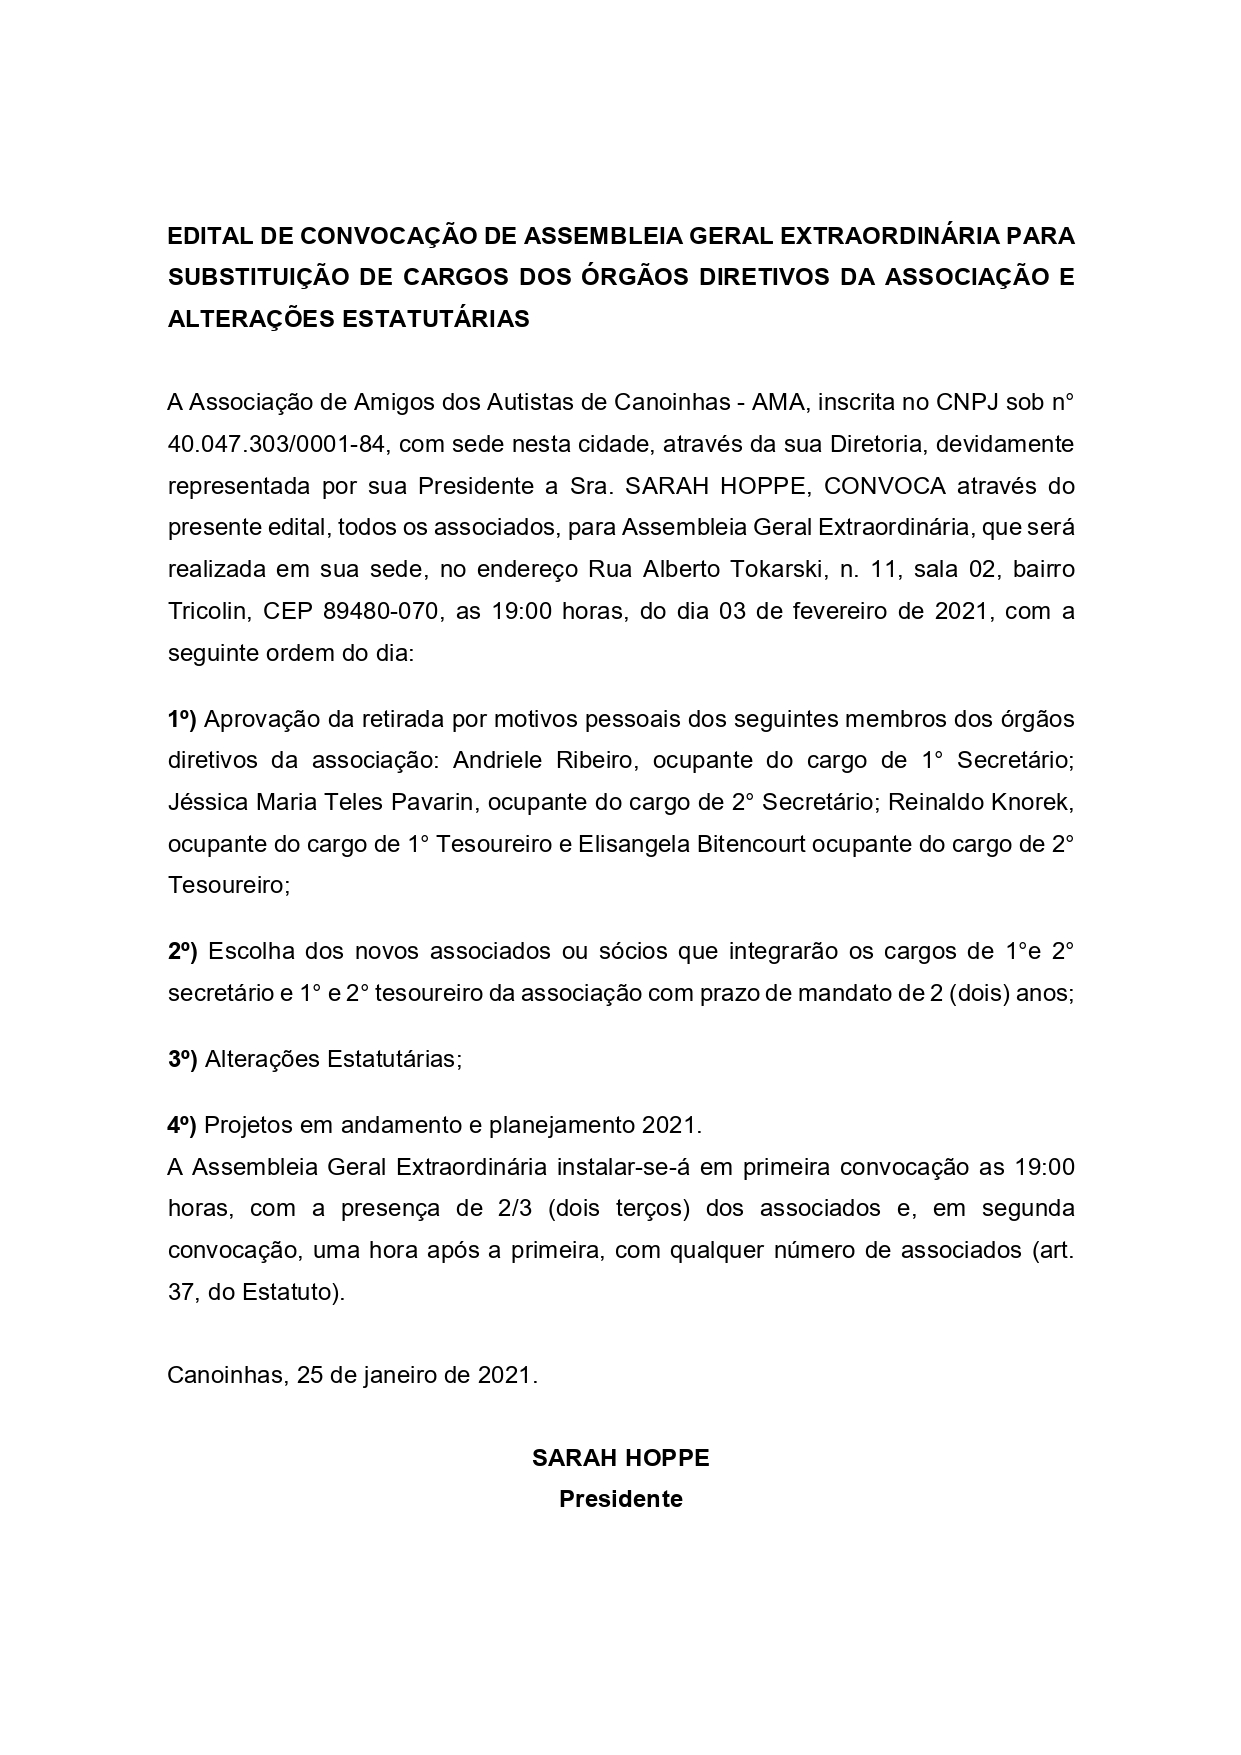 EDITAL DE CONVOCAÇÃO DE ASSEMBLEIA GERAL EXTRAORDINÁRIA PARA
SUBSTITUIÇÃO DE CARGOS DOS ÓRGÃOS DIRETIVOS DA ASSOCIAÇÃO E
ALTERAÇÕES ESTATUTÁRIAS
A Associação de Amigos dos Autistas de Canoinhas - AMA, inscrita no CNPJ sob n°
40.047.303/0001-84, com sede nesta cidade, através da sua Diretoria, devidamente
representada por sua Presidente a Sra. SARAH HOPPE, CONVOCA através do
presente edital, todos os associados, para Assembleia Geral Extraordinária, que será
realizada em sua sede, no endereço Rua Alberto Tokarski, n. 11, sala 02, bairro
Tricolin, CEP 89480-070, as 19:00 horas, do dia 03 de fevereiro de 2021, com a
seguinte ordem do dia:
1º) Aprovação da retirada por motivos pessoais dos seguintes membros dos órgãos
diretivos da associação: Andriele Ribeiro, ocupante do cargo de 1° Secretário;
Jéssica Maria Teles Pavarin, ocupante do cargo de 2° Secretário; Reinaldo Knorek,
ocupante do cargo de 1° Tesoureiro e Elisangela Bitencourt ocupante do cargo de 2°
Tesoureiro;
2º) Escolha dos novos associados ou sócios que integrarão os cargos de 1°e 2°
secretário e 1° e 2° tesoureiro da associação com prazo de mandato de 2 (dois) anos;
3º) Alterações Estatutárias;
4º) Projetos em andamento e planejamento 2021.
A Assembleia Geral Extraordinária instalar-se-á em primeira convocação as 19:00
horas, com a presença de 2/3 (dois terços) dos associados e, em segunda
convocação, uma hora após a primeira, com qualquer número de associados (art.
37, do Estatuto).
Canoinhas, 25 de janeiro de 2021.
SARAH HOPPE
Presidente